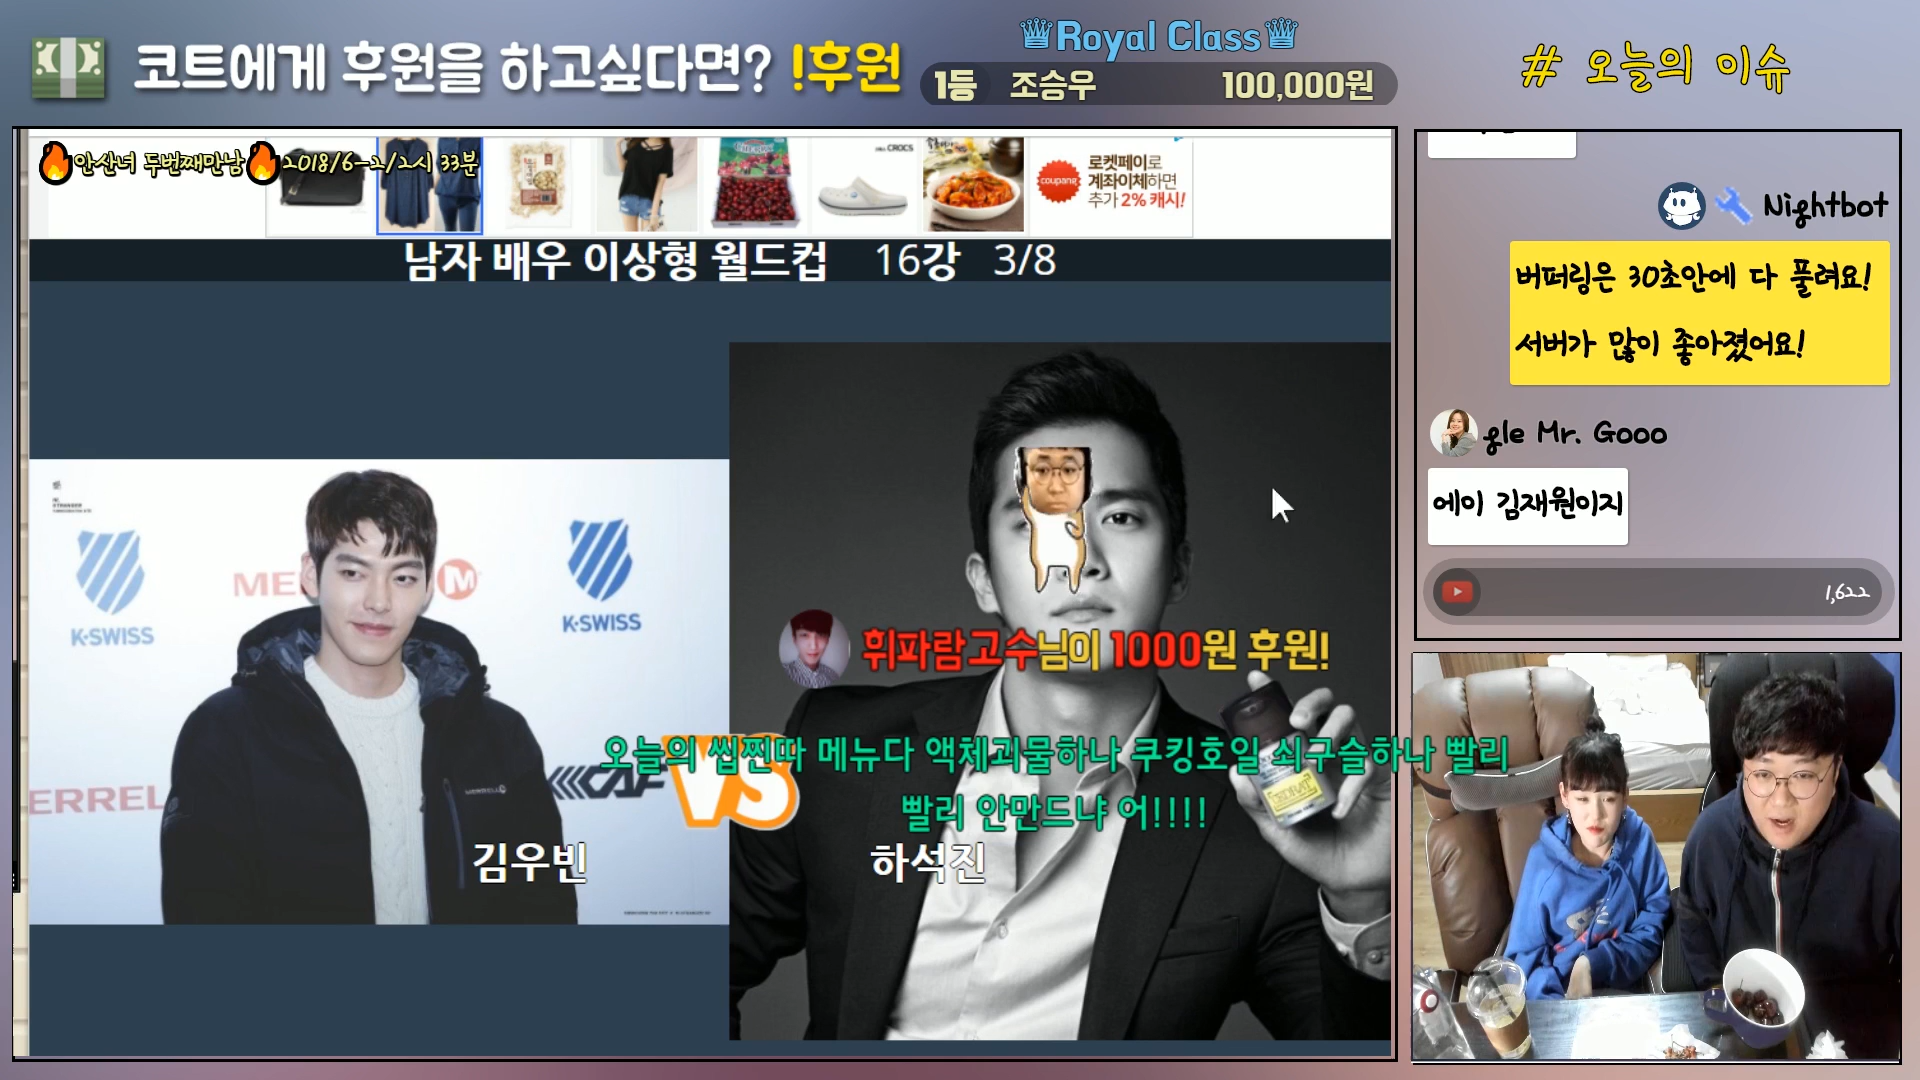 코트에게 후원을 하고싶다면? !후원
Royal Class
1등 조승우 100,000원
# 오늘의 이슈
안산녀 두번째만남 2018/6-2/2시 33분
CROCS
coupang
로켓페이로
계좌이체하면
추가 2% 캐시!
남자 배우 이상형 월드컵 16강 3/8
Nightbot
버퍼링은 30초안에 다 풀려요!
서버가 많이 좋아졌어요!
gle Mr. Gooo
에이 김재원이지
1,622
K·SWISS
K·SWISS
ERREL
CAF
휘파람고수님이 1000원 후원!
VS
오늘의 씹찐따 메뉴다 액체괴물하나 쿠킹호일 쇠구슬하나 빨리
빨리 안만드냐 어!!!!
김우빈
하석진